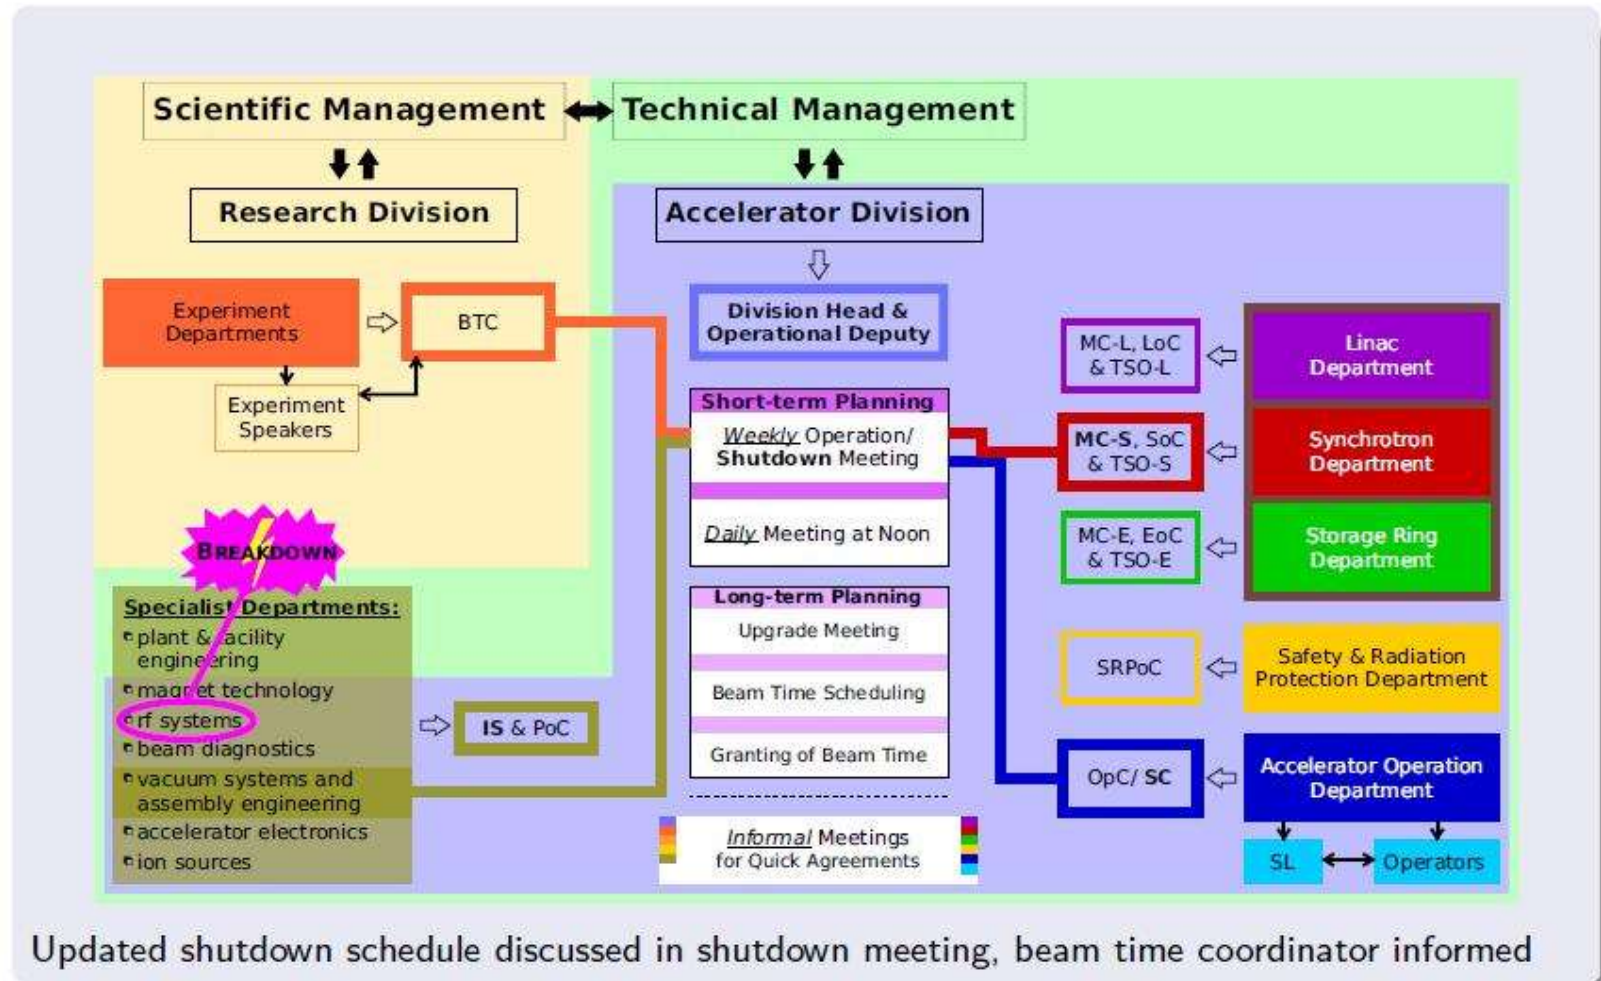 Scientific Management
Technical Management
Research Division
Accelerator Division
Experiment
Departments
BTC
Experiment
Speakers
Division Head &
Operational Deputy
Short-term Planning
Weekly Operation/
Shutdown Meeting
Daily Meeting at Noon
Long-term Planning
Upgrade Meeting
Beam Time Scheduling
Granting of Beam Time
Informal Meetings
for Quick Agreements
MC-L, LoC
& TSO-L
Linac
Department
MC-S, SoC
& TSO-S
Synchrotron
Department
MC-E, EoC
& TSO-E
Storage Ring
Department
SRPoC
Safety & Radiation
Protection Department
OpC/ SC
Accelerator Operation
Department
SL
Operators
BREAKDOWN
Specialist Departments:
plant & facility
engineering
magnet technology
rf systems
beam diagnostics
vacuum systems and
assembly engineering
accelerator electronics
ion sources
IS & PoC
Updated shutdown schedule discussed in shutdown meeting, beam time coordinator informed